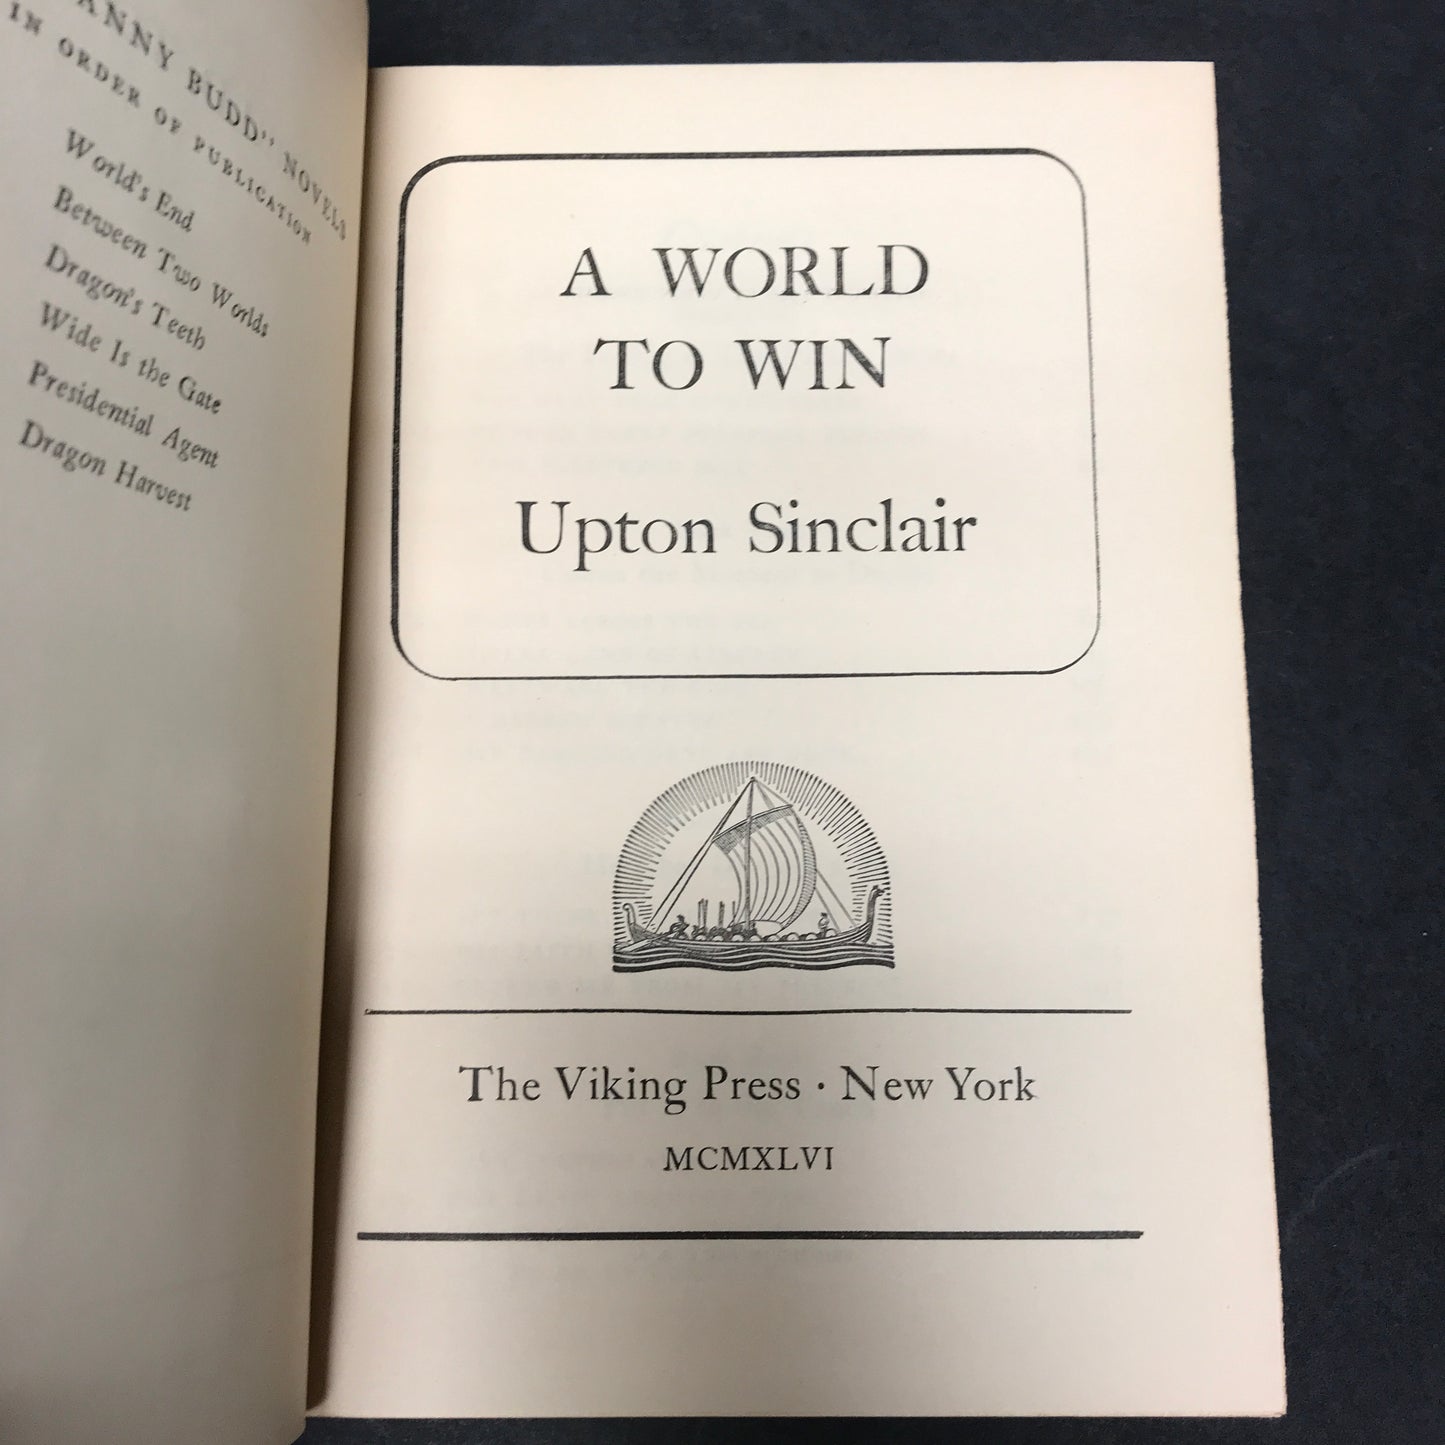 ANNY BUDD" NOVELS
IN ORDER OF PUBLICATION
World's End
Between Two Worlds
Dragon's Teeth
Wide Is the Gate
Presidential Agent
Dragon Harvest
A WORLD
TO WIN
Upton Sinclair
The Viking Press · New York
MCMXLVI